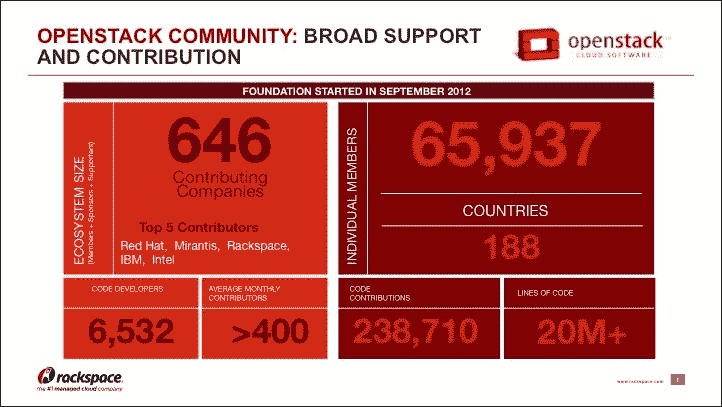 OPENSTACK COMMUNITY: BROAD SUPPORT
AND CONTRIBUTION
openstack
CLOUD SOFTWARE
FOUNDATION STARTED IN SEPTEMBER 2012
ECOSYSTEM SIZE
(Members + Sponsors + Supporters)
646
Contributing
Companies
Top 5 Contributors
Red Hat, Mirantis, Rackspace,
IBM, Intel
INDIVIDUAL MEMBERS
65,937
COUNTRIES
188
CODE DEVELOPERS
6,532
AVERAGE MONTHLY
CONTRIBUTORS
>400
CODE
CONTRIBUTIONS
238,710
LINES OF CODE
20M+
rackspace
the #1 managed cloud company
www.rackspace.com